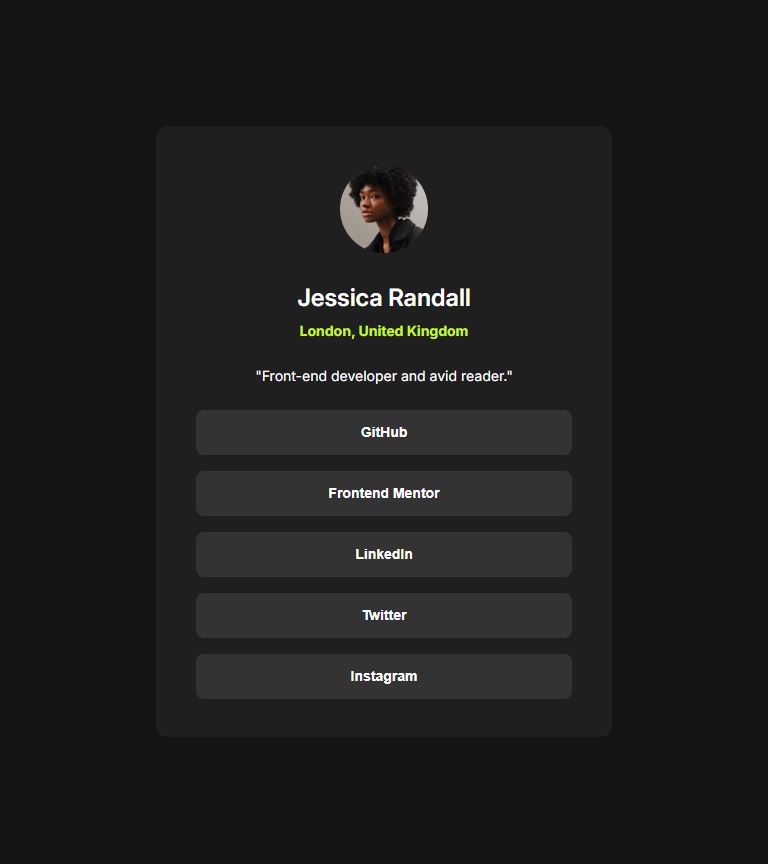 Jessica Randall
London, United Kingdom
"Front-end developer and avid reader."
GitHub
Frontend Mentor
LinkedIn
Twitter
Instagram